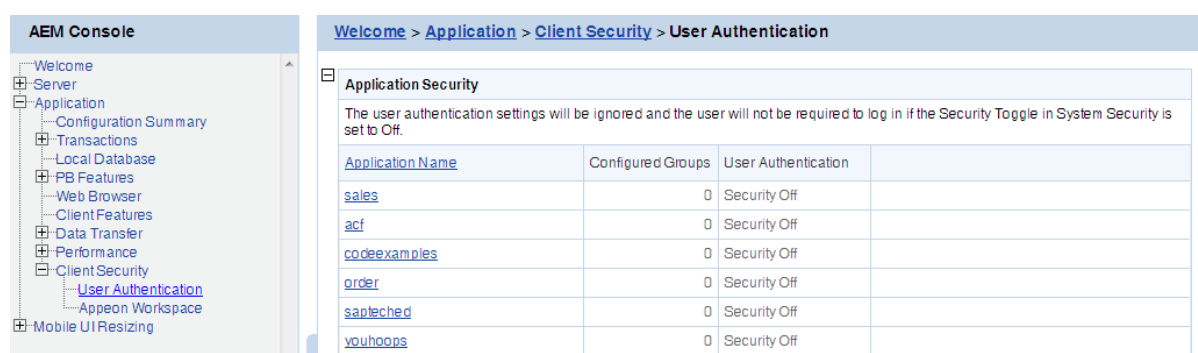 AEM Console
Welcome
Server
Application
Configuration Summary
Transactions
Local Database
PB Features
Web Browser
Client Features
Data Transfer
Performance
Client Security
User Authentication
Appeon Workspace
Mobile UI Resizing
Welcome > Application > Client Security > User Authentication
Application Security
The user authentication settings will be ignored and the user will not be required to log in if the Security Toggle in System Security is
set to Off.
Application Name Configured Groups User Authentication
sales 0 Security Off
acf 0 Security Off
codeexamples 0 Security Off
order 0 Security Off
sapteched 0 Security Off
youhoops 0 Security Off